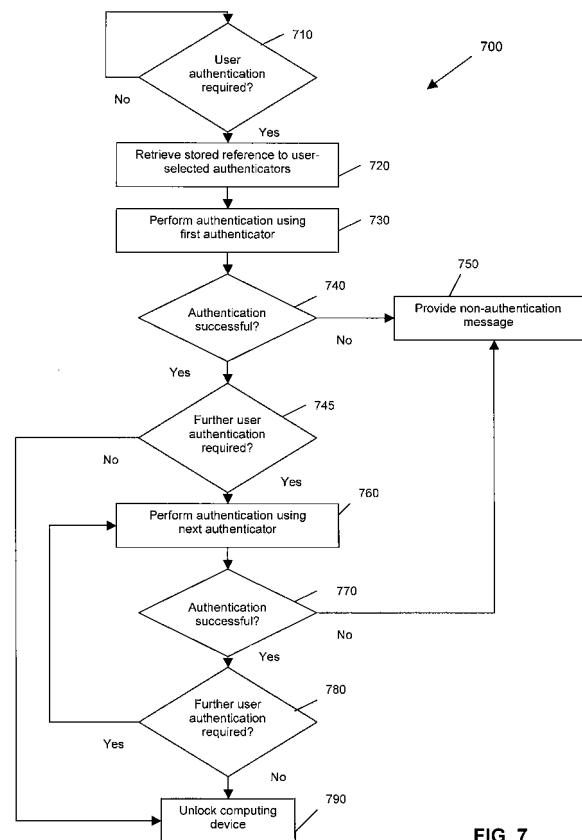 710
700
User
authentication
required?
No
Yes
Retrieve stored reference to user-
selected authenticators
720
Perform authentication using
first authenticator
730
740
750
Authentication
successful?
Provide non-authentication
message
No
Yes
745
Further user
authentication
required?
No
Yes
760
Perform authentication using
next authenticator
770
Authentication
successful?
No
Yes
780
Further user
authentication
required?
Yes
No
790
Unlock computing
device
FIG. 7